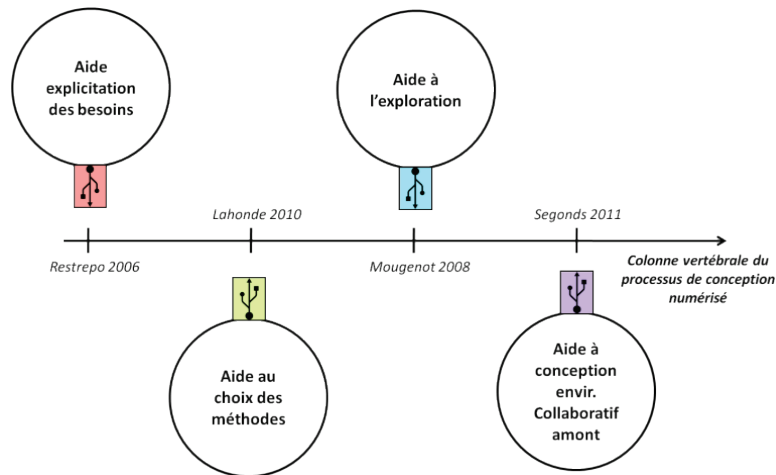 Aide
explicitation
des besoins
Aide à
l’exploration
Lahonde 2010
Segonds 2011
Restrepo 2006
Mougenot 2008
Colonne vertébrale du
processus de conception
numérisé
Aide au
choix des
méthodes
Aide à
conception
envir.
Collaboratif
amont